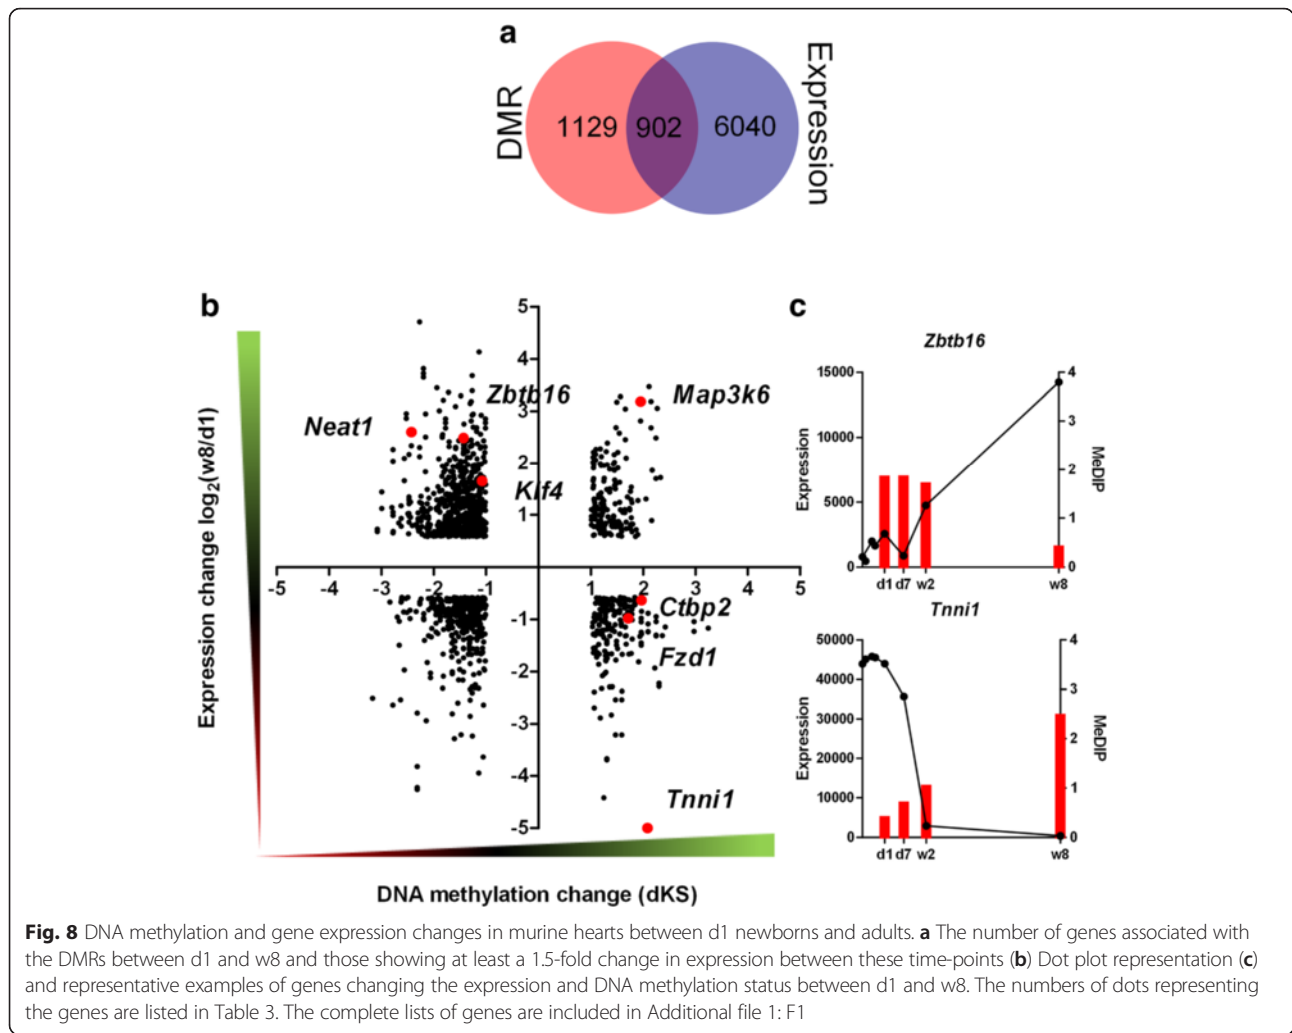 a
DMR
1129
902
6040
Expression
b
Expression change log2(w8/d1)
5
4
3
2
1
-1
-2
-3
-4
-5
-5 -4 -3 -2 -1 1 2 3 4 5
Neat1
Zbtb16
Klf4
Map3k6
Ctbp2
Fzd1
Tnni1
DNA methylation change (dKS)
c
Zbtb16
15000
10000
5000
0
Expression
4
3
2
1
0
MeDIP
d1 d7 w2 w8
Tnni1
50000
40000
30000
20000
10000
0
Expression
4
3
2
1
0
MeDIP
d1 d7 w2 w8
Fig. 8 DNA methylation and gene expression changes in murine hearts between d1 newborns and adults. a The number of genes associated with
the DMRs between d1 and w8 and those showing at least a 1.5-fold change in expression between these time-points (b) Dot plot representation (c)
and representative examples of genes changing the expression and DNA methylation status between d1 and w8. The numbers of dots representing
the genes are listed in Table 3. The complete lists of genes are included in Additional file 1: F1